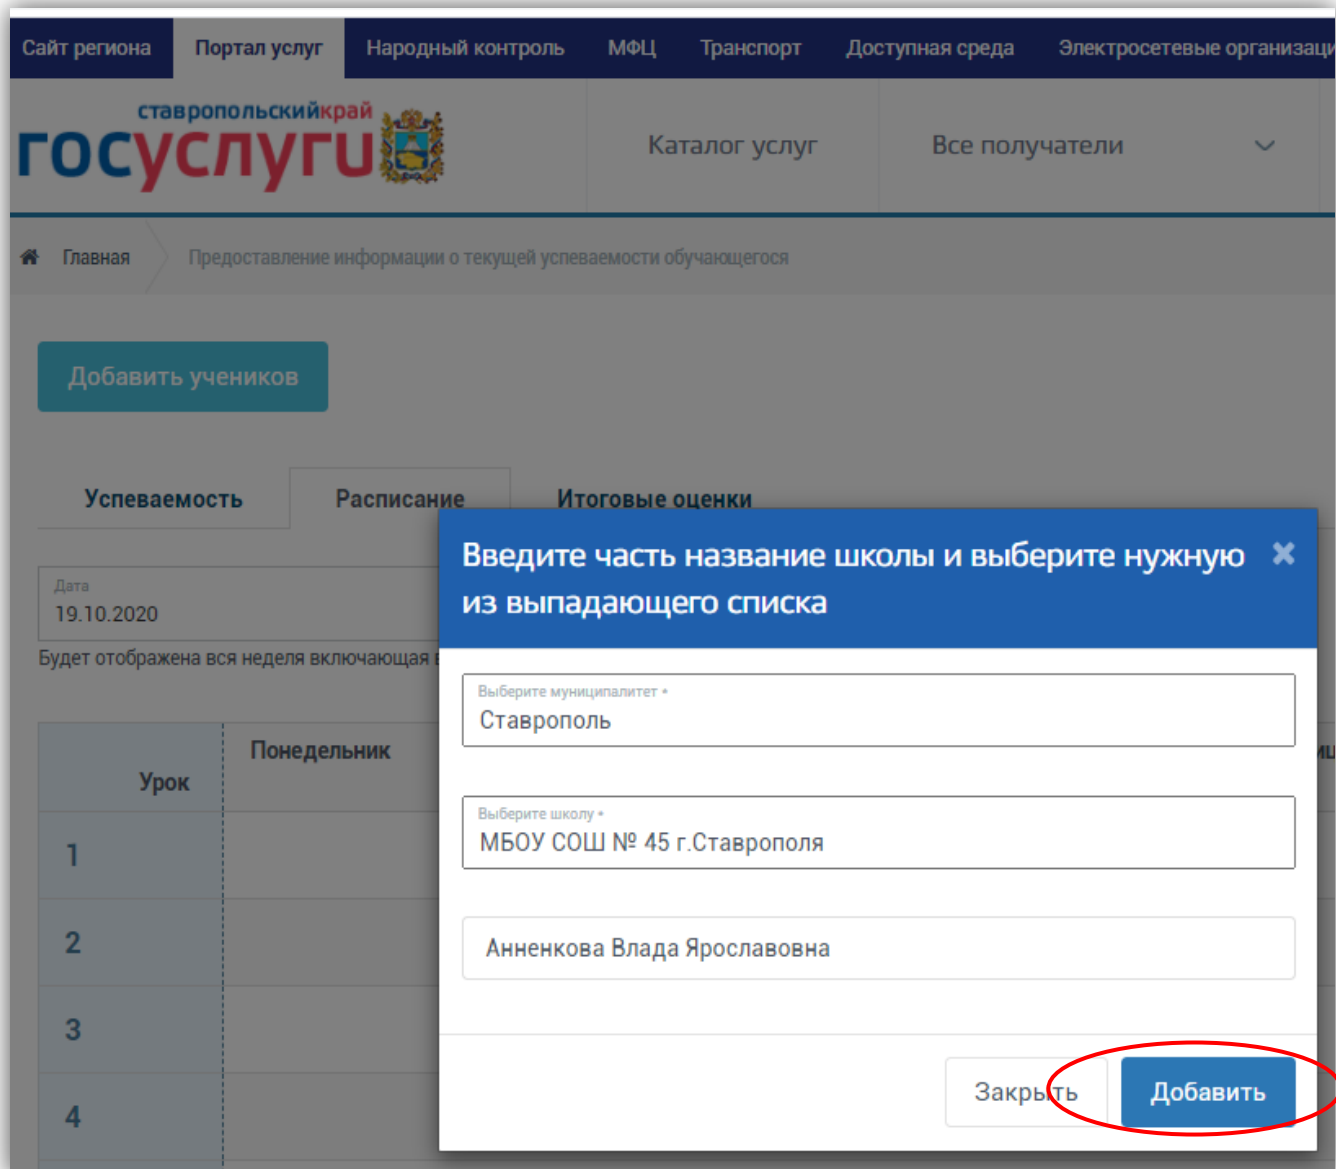 Сайт региона Портал услуг Народный контроль МФЦ Транспорт Доступная среда Электросетевые
ставропольскийкрай
госуслуги
Каталог услуг Все получатели
Главная Предоставление информации о текущей успеваемости обучающегося
Добавить учеников
Успеваемость Расписание Итоговые оценки
Введите часть название школы и выберите нужную
из выпадающего списка
Дата
19.10.2020
Будет отображена вся неделя включающая
Выберите муниципалитет *
Ставрополь
Понедельник
Урок
Выберите школу *
МБОУ СОШ № 45 г.Ставрополя
1
2
Анненкова Влада Ярославовна
3
4
Закрыть Добавить